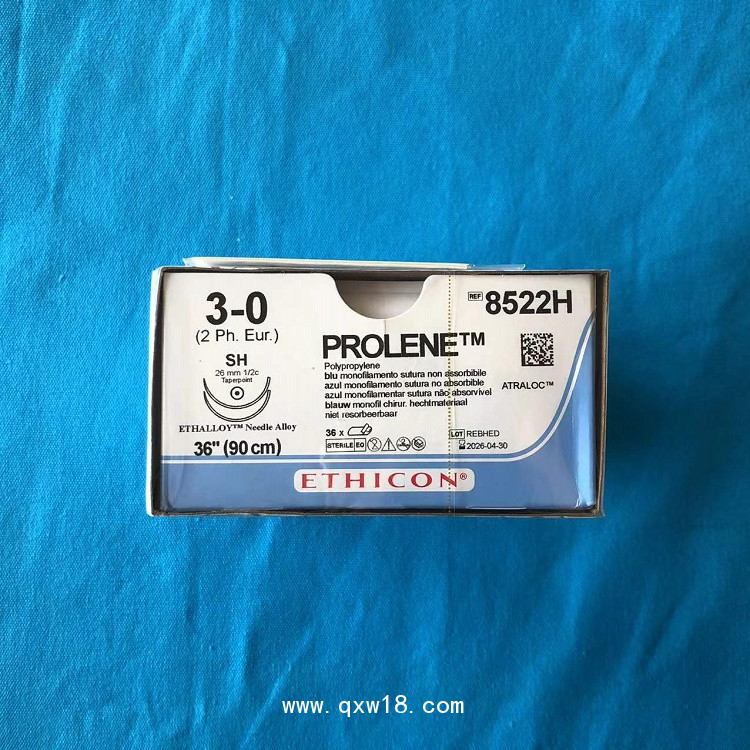 3-0
(2 Ph. Eur.)
SH
26 mm 1/2c
Taperpoint
ETHALLOY™ Needle Alloy
36" (90 cm)
PROLENE™
Polypropylene
blu monofilamento sutura non assorbibile
azul monofilamento sutura no absorbible
azul monofilamentar sutura não absorvível
blauw monofil chirur. hechtmateriaal
niet resorbeerbaar
36 x
STERILE EO
REF 8522H
ATRALOC™
LOT REBHED
2026-04-30
ETHICON®
www.qxw18.com